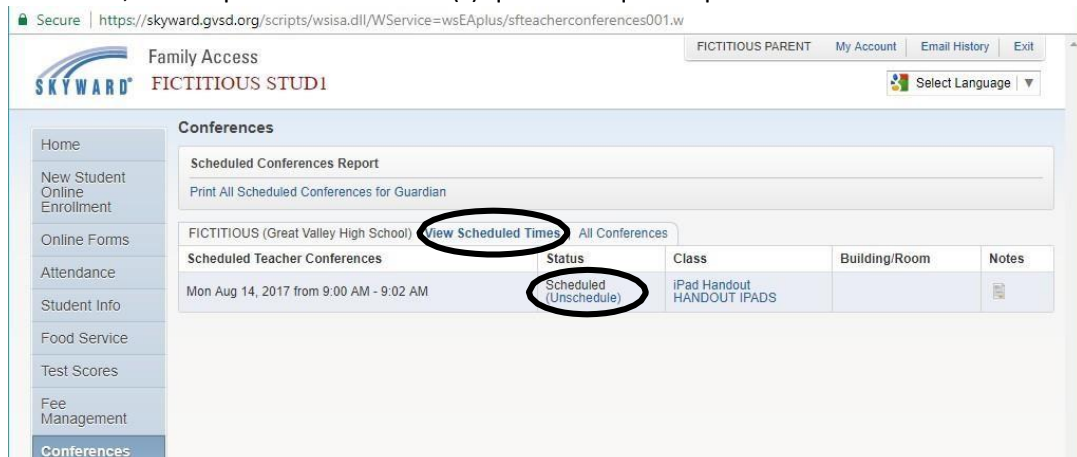 Secure | https://skyward.gvsd.org/scripts/wsisa.dll/WService=wsEAplus/sfteacherconferences001.w
SKYWARD®
Family Access
FICTITIOUS STUD1
FICTITIOUS PARENT My Account Email History Exit
Select Language ▼
Home
New Student
Online
Enrollment
Online Forms
Attendance
Student Info
Food Service
Test Scores
Fee
Management
Conferences
Conferences
Scheduled Conferences Report
Print All Scheduled Conferences for Guardian
FICTITIOUS (Great Valley High School) View Scheduled Times | All Conferences
Scheduled Teacher Conferences Status Class Building/Room Notes
Mon Aug 14, 2017 from 9:00 AM - 9:02 AM Scheduled iPad Handout
(Unschedule) HANDOUT IPADS